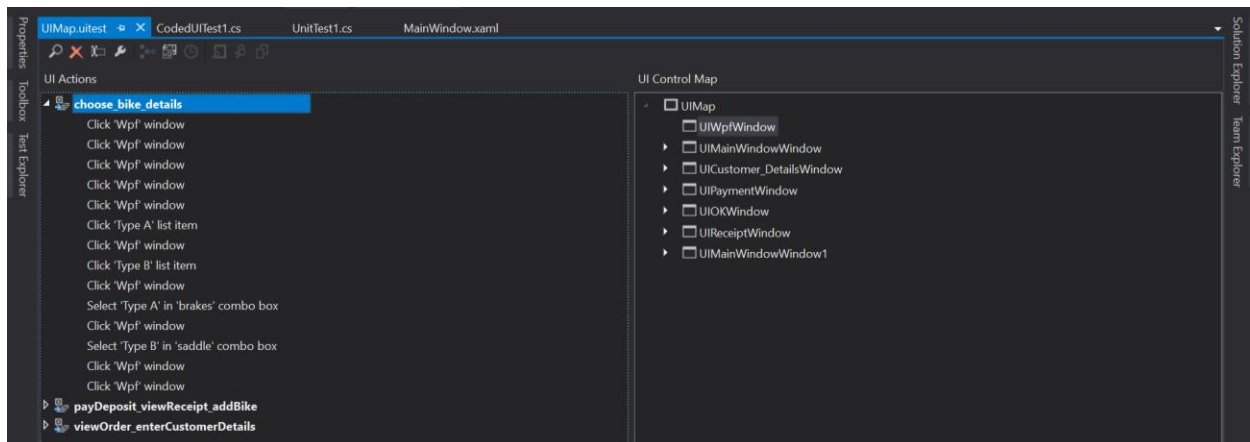 UIMap.uitest CodedUITest1.cs UnitTest1.cs MainWindow.xaml
Properties
Toolbox
Test Explorer
UI Actions
choose_bike_details
Click 'Wpf' window
Click 'Wpf' window
Click 'Wpf' window
Click 'Wpf' window
Click 'Wpf' window
Click 'Type A' list item
Click 'Wpf' window
Click 'Type B' list item
Click 'Wpf' window
Select 'Type A' in 'brakes' combo box
Click 'Wpf' window
Select 'Type B' in 'saddle' combo box
Click 'Wpf' window
Click 'Wpf' window
payDeposit_viewReceipt_addBike
viewOrder_enterCustomerDetails
UI Control Map
UIMap
UIWpfWindow
UIMainWindowWindow
UICustomer_DetailsWindow
UIPaymentWindow
UIOKWindow
UIReceiptWindow
UIMainWindowWindow1
Solution Explorer
Team Explorer